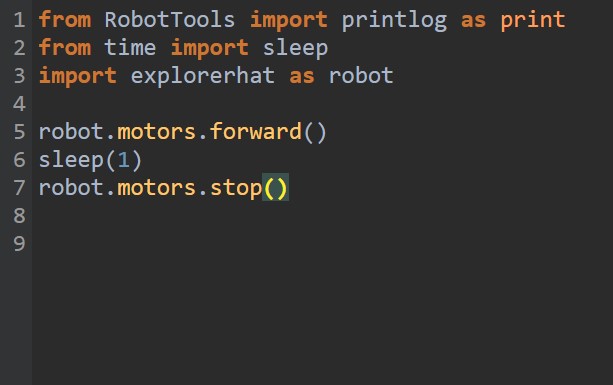 1 from RobotTools import printlog as print
2 from time import sleep
3 import explorerhat as robot
4
5 robot.motors.forward()
6 sleep(1)
7 robot.motors.stop()
8
9